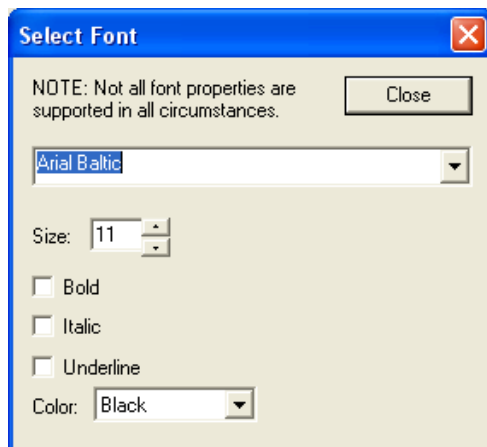 Select Font
NOTE: Not all font properties are
supported in all circumstances.
Close
Arial Baltic
Size: 11
Bold
Italic
Underline
Color: Black